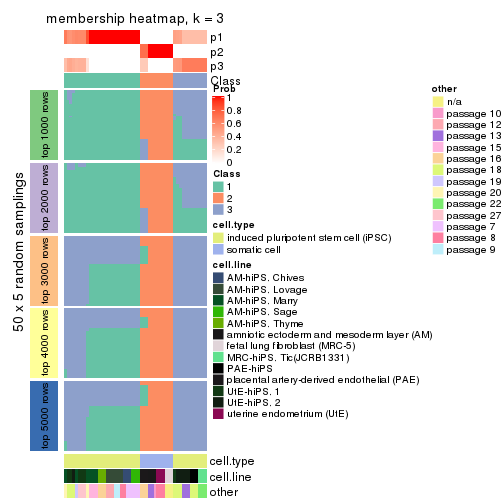 membership heatmap, k = 3
p1
p2
p3
Class
50 x 5 random samplings
top 1000 rows
top 2000 rows
top 3000 rows
top 4000 rows
top 5000 rows
cell.type
cell.line
other
Prob
1
0.8
0.6
0.4
0.2
0
Class
1
2
3
cell.type
induced pluripotent stem cell (iPSC)
somatic cell
cell.line
AM-hiPS. Chives
AM-hiPS. Lovage
AM-hiPS. Marry
AM-hiPS. Sage
AM-hiPS. Thyme
amniotic ectoderm and mesoderm layer (AM)
fetal lung fibroblast (MRC-5)
MRC-hiPS. Tic(JCRB1331)
PAE-hiPS
placental artery-derived endothelial (PAE)
UtE-hiPS. 1
UtE-hiPS. 2
uterine endometrium (UtE)
other
n/a
passage 10
passage 12
passage 13
passage 15
passage 16
passage 18
passage 19
passage 20
passage 22
passage 27
passage 7
passage 8
passage 9